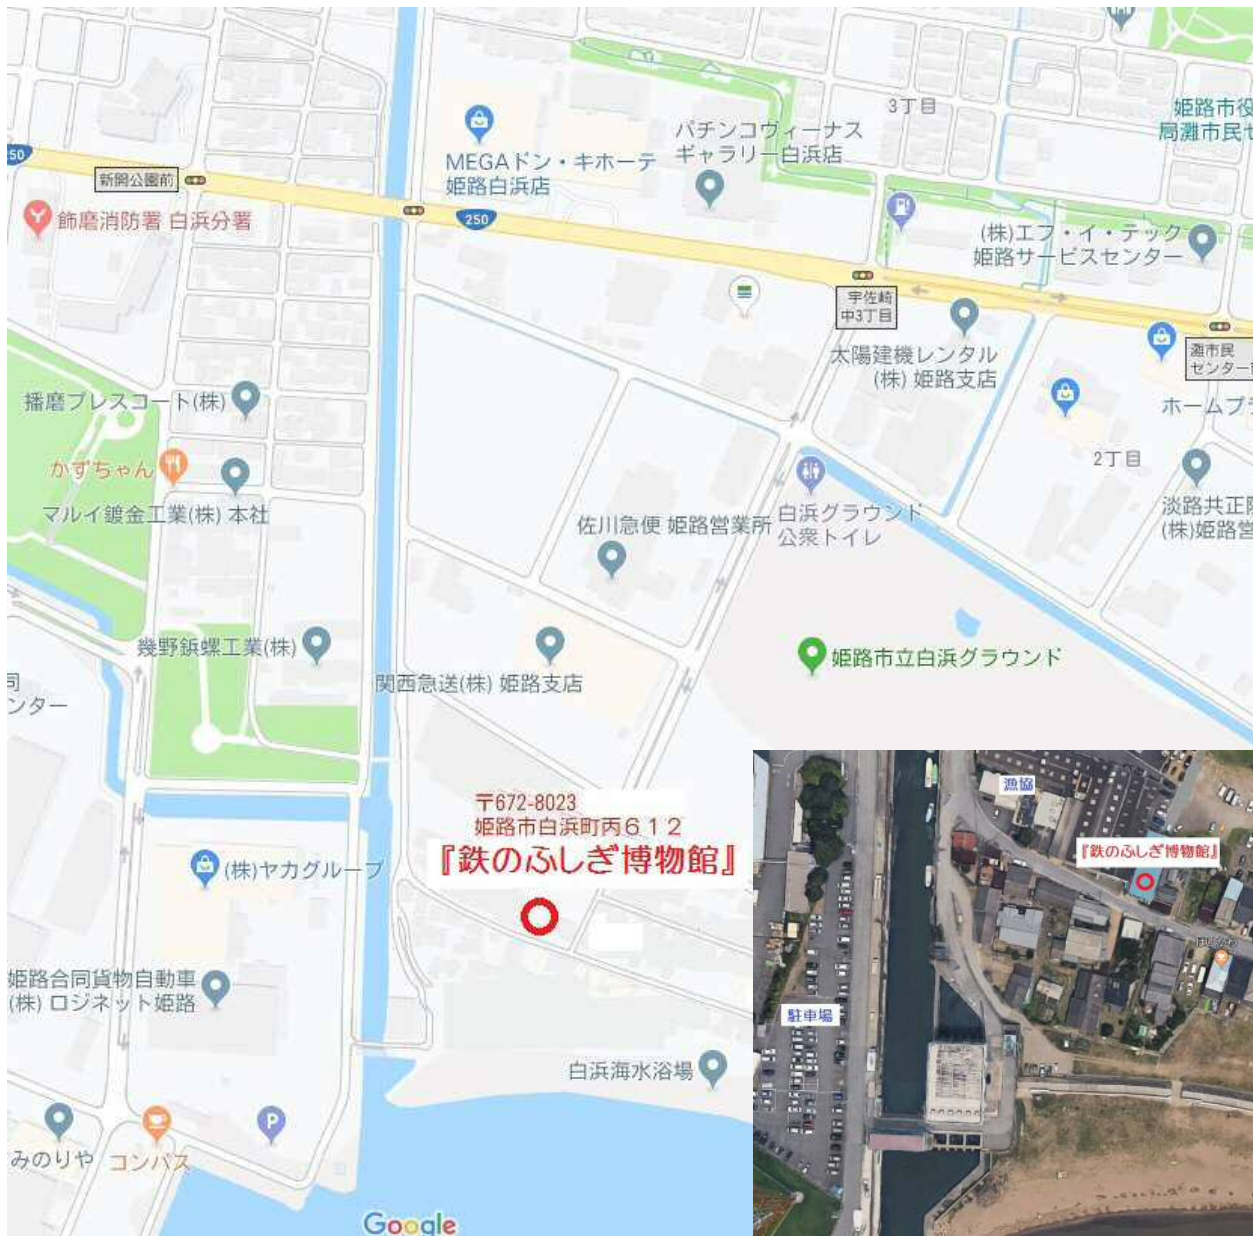 3丁目
姫路市役
局灘市民セ
パチンコヴィーナス
ギャラリー白浜店
MEGAドン・キホーテ
姫路白浜店
250
新開公園前
飾磨消防署 白浜分署
250
(株)エフ・イ・テック
姫路サービスセンター
宇佐崎
中3丁目
太陽建機レンタル
(株) 姫路支店
灘市民
センター前
ホームプラ
播磨プレスコート(株)
かずちゃん
マルイ鍍金工業(株) 本社
2丁目
淡路共正陸
(株)姫路営
佐川急便 姫路営業所
白浜グラウンド
公衆トイレ
幾野鋲螺工業(株)
関西急送(株) 姫路支店
姫路市立白浜グラウンド
同
ンター
〒672-8023
姫路市白浜町丙612
『鉄のふしぎ博物館』
(株)ヤカグループ
姫路合同貨物自動車
(株) ロジネット姫路
白浜海水浴場
みのりや
コンパス
P
Google
漁協
『鉄のふしぎ博物館』
駐車場